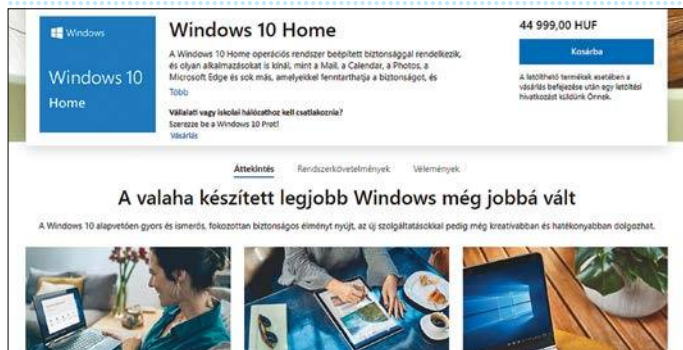 Windows
Windows 10
Home
Windows 10 Home
A Windows 10 Home operációs rendszer beépített biztonsággal rendelkezik,
és olyan alkalmazásokat is kínál, mint a Mail, a Calendar, a Photos, a
Microsoft Edge és sok más, amelyekkel fenntarthatja a biztonságot, és
Több
Vállalati vagy iskolai hálózathoz kell csatlakoznia?
Szerezze be a Windows 10 Prot!
Vásárlás
44 999,00 HUF
Kosárba
A letölthető termékek esetében a
vásárlás befejezése után egy letöltési
hivatkozást küldünk Önnek.
Áttekintés Rendszerkövetelmények Vélemények
A valaha készített legjobb Windows még jobbá vált
A Windows 10 alapvetően gyors és ismerős, fokozottan biztonságos élményt nyújt, az új szolgáltatásokkal pedig még kreatívabban és hatékonyabban dolgozhat.